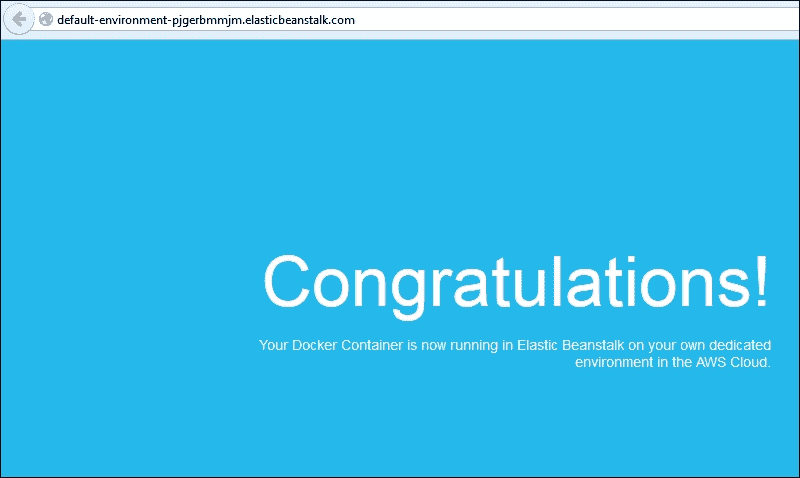 default-environment-pjgerbmmjm.elasticbeanstalk.com
Congratulations!
Your Docker Container is now running in Elastic Beanstalk on your own dedicated
environment in the AWS Cloud.